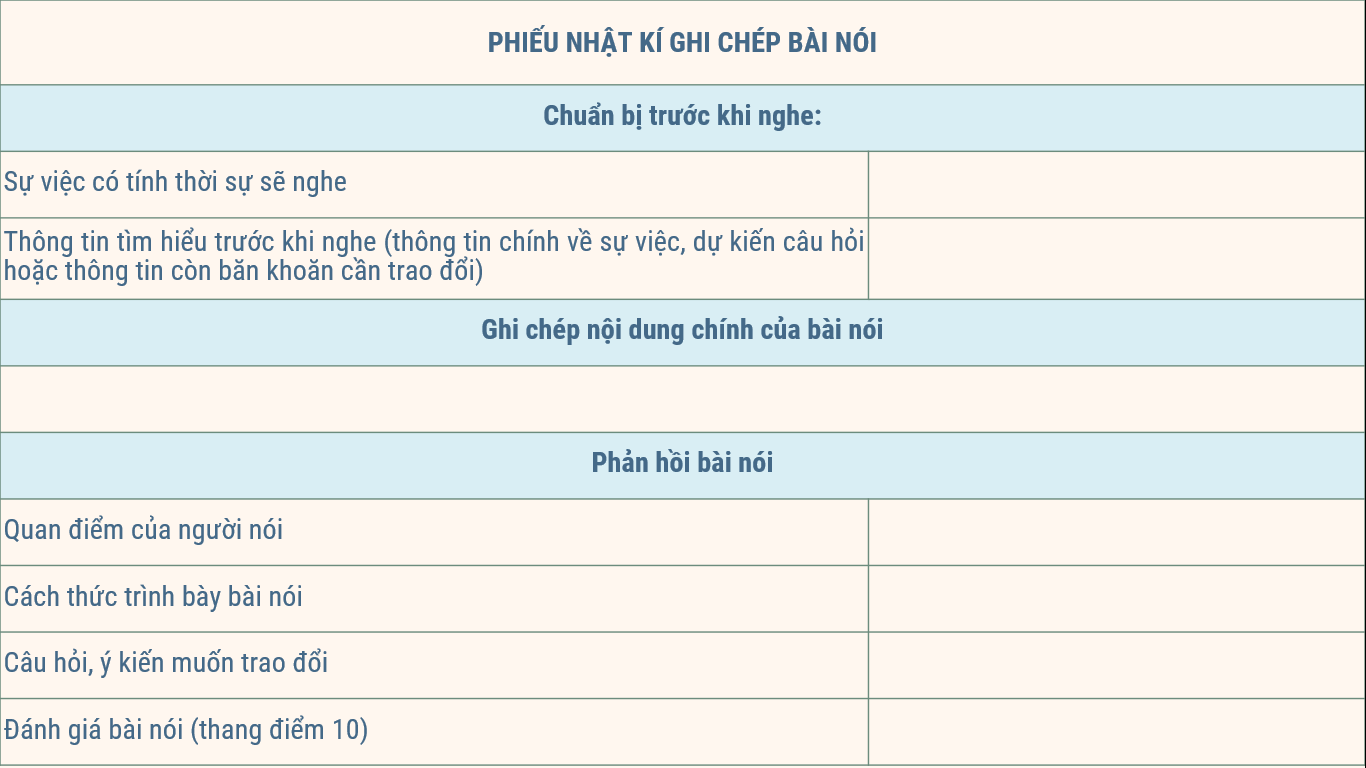 PHIẾU NHẬT KÍ GHI CHÉP BÀI NÓI
Chuẩn bị trước khi nghe:
Sự việc có tính thời sự sẽ nghe
Thông tin tìm hiểu trước khi nghe (thông tin chính về sự việc, dự kiến câu hỏi
hoặc thông tin còn băn khoăn cần trao đổi)
Ghi chép nội dung chính của bài nói
Phản hồi bài nói
Quan điểm của người nói
Cách thức trình bày bài nói
Câu hỏi, ý kiến muốn trao đổi
Đánh giá bài nói (thang điểm 10)